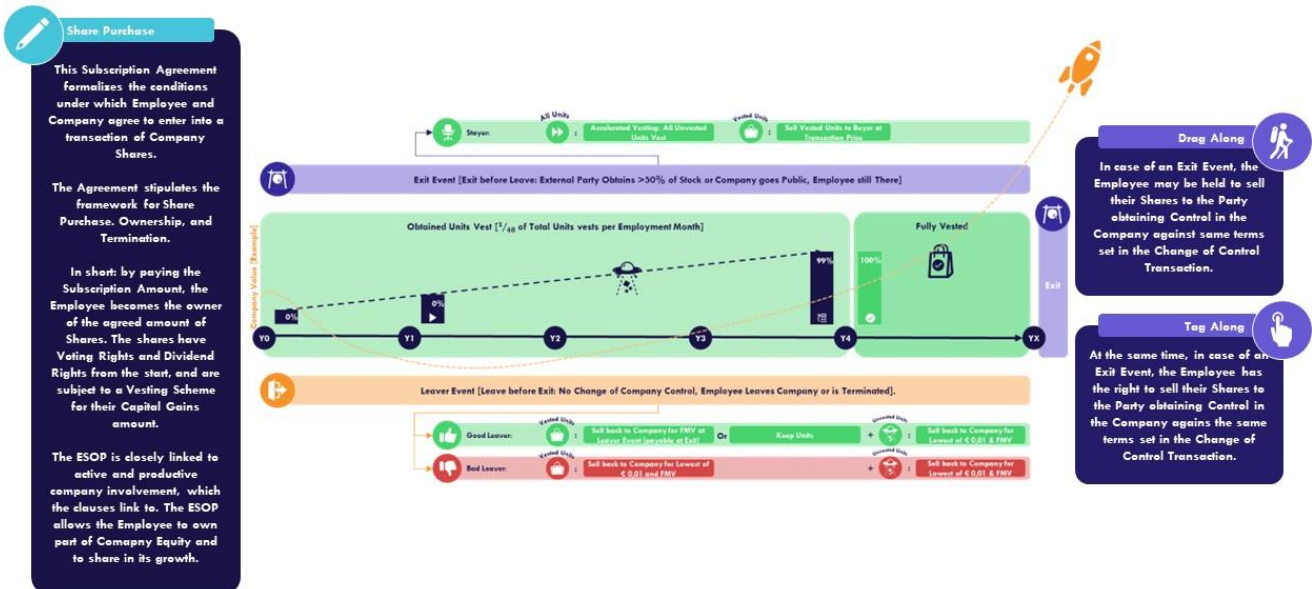 Share Purchase
This Subscription Agreement
formalizes the conditions
under which Employee and
Company agree to enter into a
transaction of Company
Shares.
The Agreement stipulates the
framework for Share
Purchase. Ownership, and
Termination.
In short: by paying the
Subscription Amount, the
Employee becomes the owner
of the agreed amount of
Shares. The shares have
Voting Rights and Dividend
Rights from the start, and are
subject to a Vesting Scheme
for their Capital Gains
amount.
The ESOP is closely linked to
active and productive
company involvement, which
the clauses link to. The ESOP
allows the Employee to own
part of Comapny Equity and
to share in its growth.
Stayer:
All Units
:
Accelerated Vesting: All Unvested
Units Vest
Vested Units
:
Sell Vested Units to Buyer at
Transaction Price
Exit Event [Exit before Leave: External Party Obtains >50% of Stock or Company goes Public, Employee still There]
Company Value [Example]
Obtained Units Vest [1/48 of Total Units vests per Employment Month]
Fully Vested
0%
0%
99%
100%
Y0
Y1
Y2
Y3
Y4
YX
Exit
Leaver Event [Leave before Exit: No Change of Company Control, Employee Leaves Company or is Terminated].
Good Leaver:
Vested Units
:
Sell back to Company for FMV at
Leaver Event (payable at Exit)
Or
Keep Units
+
Unvested Units
:
Sell back to Company for
Lowest of € 0,01 & FMV
Bad Leaver:
Vested Units
:
Sell back to Company for Lowest of
€ 0,01 and FMV
+
Unvested Units
:
Sell back to Company for
Lowest of € 0,01 & FMV
Drag Along
In case of an Exit Event, the
Employee may be held to sell
their Shares to the Party
obtaining Control in the
Company against same terms
set in the Change of Control
Transaction.
Tag Along
At the same time, in case of an
Exit Event, the Employee has
the right to sell their Shares to
the Party obtaining Control in
the Company agains the same
terms set in the Change of
Control Transaction.